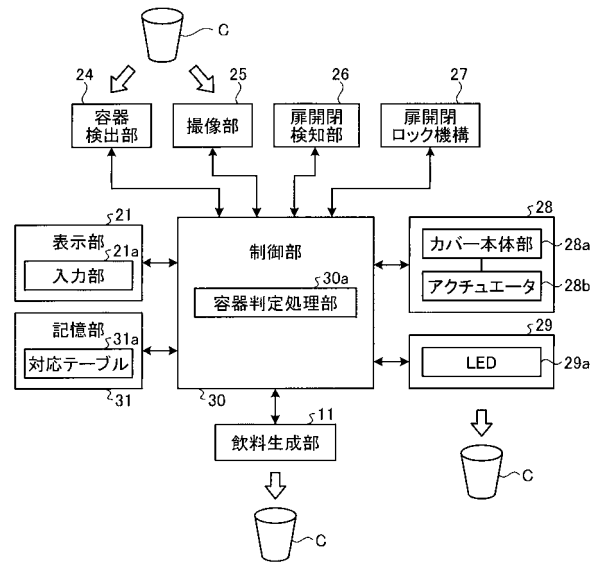 C
24
25
26
27
容器
検出部
撮像部
扉開閉
検知部
扉開閉
ロック機構
21
表示部
21a
入力部
制御部
30a
容器判定処理部
28
カバー本体部
28a
アクチュエータ
28b
記憶部
31a
対応テーブル
31
30
29
LED
29a
11
飲料生成部
C
C